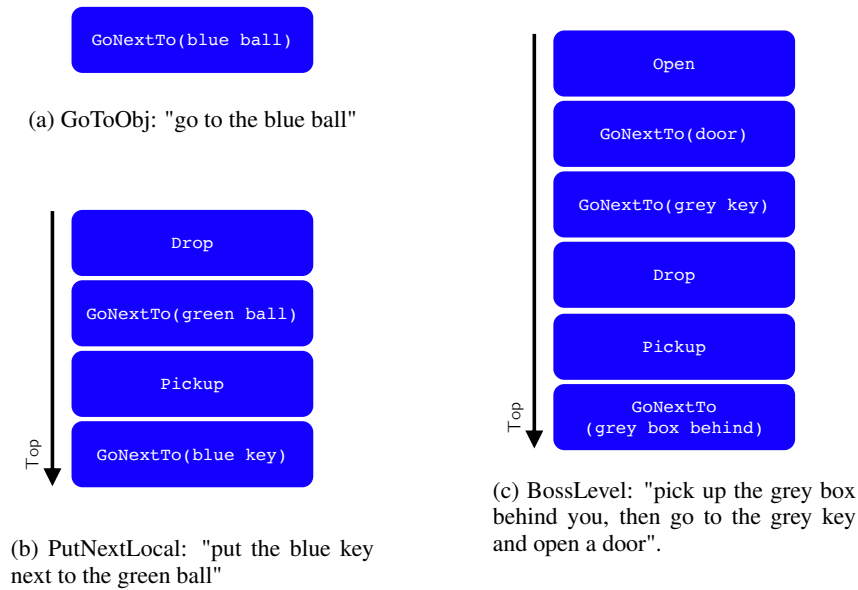 GoNextTo(blue ball)
(a) GoToObj: "go to the blue ball"
Drop
GoNextTo(green ball)
Pickup
GoNextTo(blue key)
Top
(b) PutNextLocal: "put the blue key
next to the green ball"
Open
GoNextTo(door)
GoNextTo(grey key)
Drop
Pickup
GoNextTo
(grey box behind)
Top
(c) BossLevel: "pick up the grey box
behind you, then go to the grey key
and open a door".